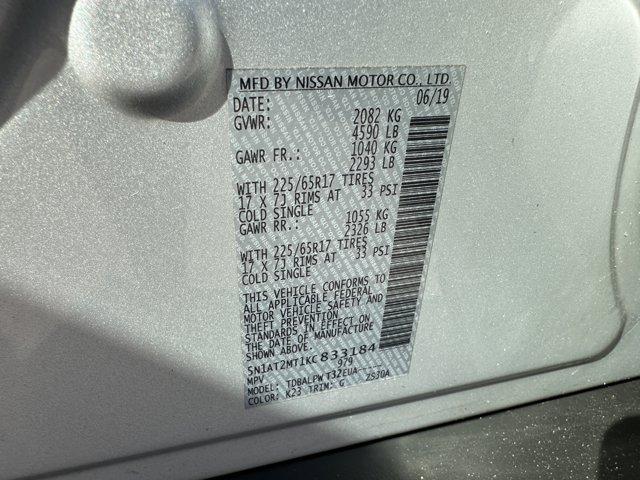 MFD BY NISSAN MOTOR CO., LTD.
DATE: 06/19
GVWR: 2082 KG
4590 LB
GAWR FR.: 1040 KG
2293 LB
WITH 225/65R17 TIRES
17 X 7J RIMS AT 33 PSI
COLD SINGLE
GAWR RR.: 1055 KG
2326 LB
WITH 225/65R17 TIRES
17 X 7J RIMS AT 33 PSI
COLD SINGLE
THIS VEHICLE CONFORMS TO
ALL APPLICABLE FEDERAL
MOTOR VEHICLE SAFETY AND
THEFT PREVENTION
STANDARDS IN EFFECT ON
THE DATE OF MANUFACTURE
5N1AT2MT1KC833184
MPV 979
MODEL: TDBALPWT32EUA-
COLOR: K23 TRIM: G